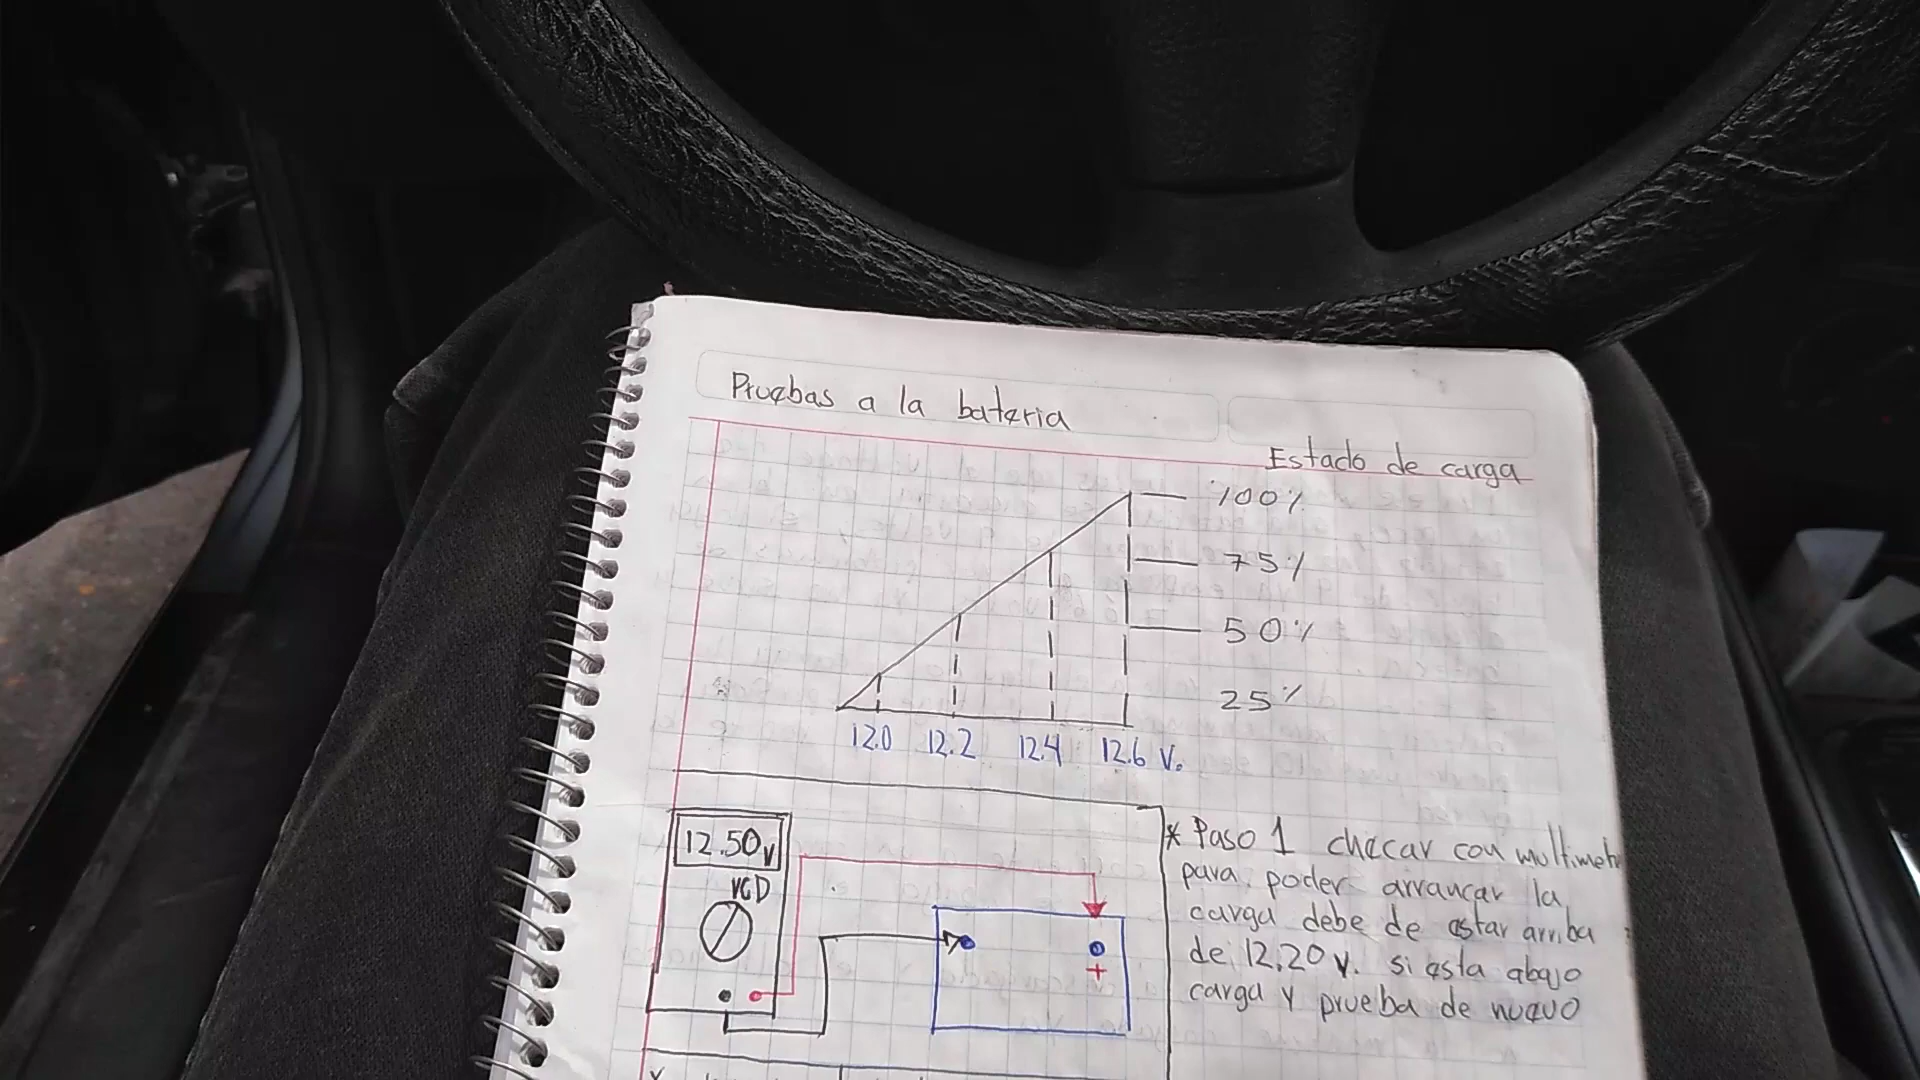 Pruebas a la bateria
Estado de carga
100%
75%
50%
25%
12.0 12.2 12.4 12.6 V.
12.50v
VCD
+
* Paso 1 checar con multimetr
para poder arrancar la
carga debe de estar arriba
de 12.20 v. si esta abajo
carga y prueba de nuevo